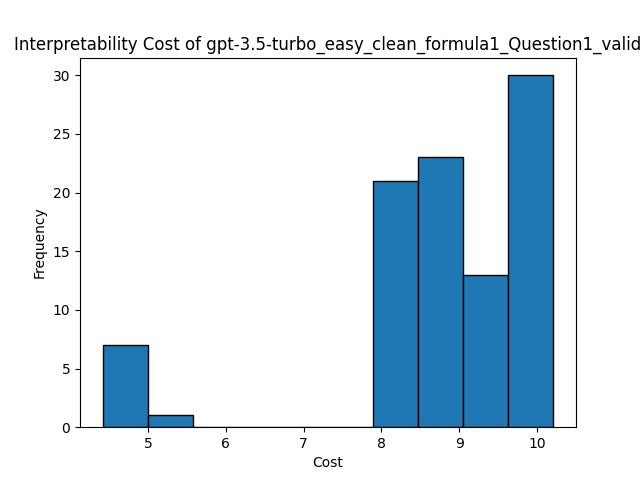 Interpretability Cost of gpt-3.5-turbo_easy_clean_formula1_Question1_valid
30
25
20
15
10
5
0
Frequency
5 6 7 8 9 10
Cost